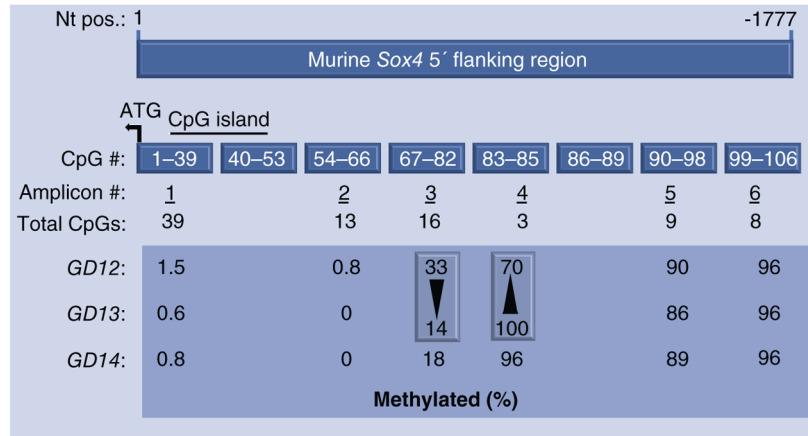 Nt pos.: 1 -1777
Murine Sox4 5´ flanking region
ATG
CpG island
CpG #: 1–39 40–53 54–66 67–82 83–85 86–89 90–98 99–106
Amplicon #: 1 2 3 4 5 6
Total CpGs: 39 13 16 3 9 8
GD12: 1.5 0.8 33 70 90 96
GD13: 0.6 0 14 100 86 96
GD14: 0.8 0 18 96 89 96
Methylated (%)